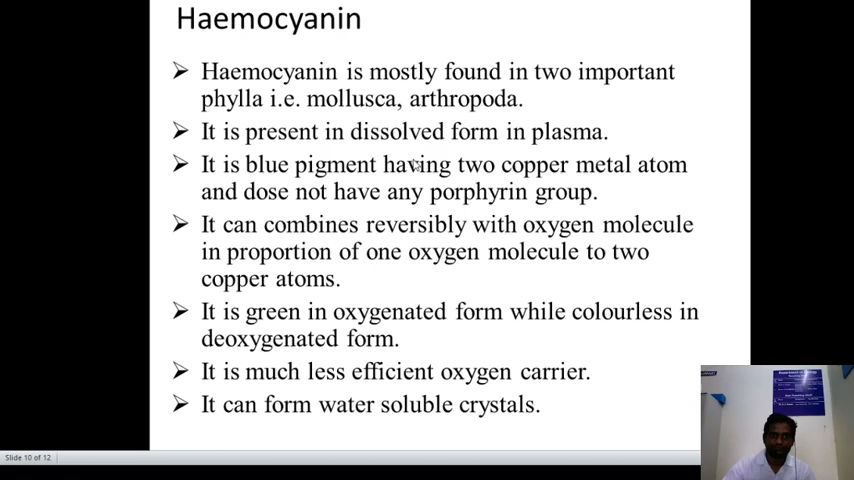 Haemocyanin
➢ Haemocyanin is mostly found in two important
phylla i.e. mollusca, arthropoda.
➢ It is present in dissolved form in plasma.
➢ It is blue pigment having two copper metal atom
and dose not have any porphyrin group.
➢ It can combines reversibly with oxygen molecule
in proportion of one oxygen molecule to two
copper atoms.
➢ It is green in oxygenated form while colourless in
deoxygenated form.
➢ It is much less efficient oxygen carrier.
➢ It can form water soluble crystals.
Slide 10 of 12